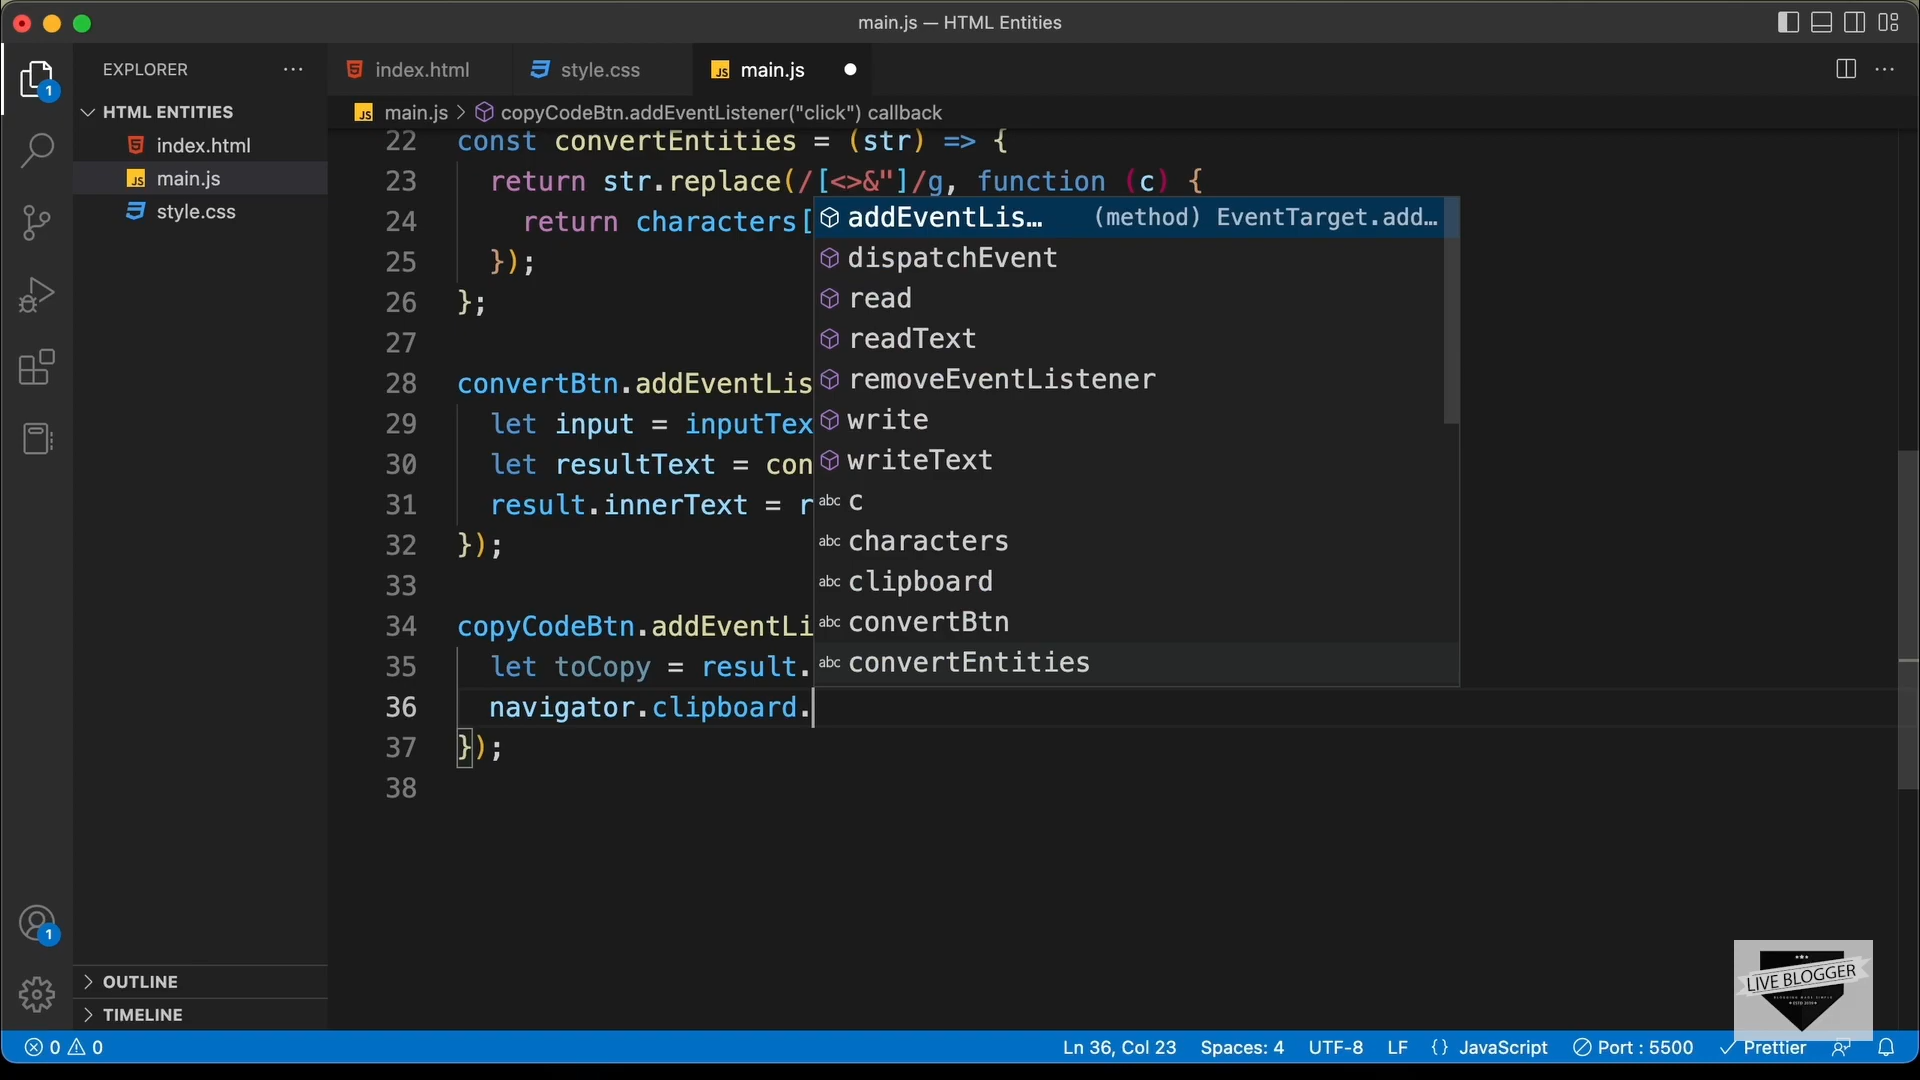 main.js — HTML Entities
EXPLORER
index.html
style.css
main.js
HTML ENTITIES
main.js > copyCodeBtn.addEventListener("click") callback
index.html
main.js
style.css
22 const convertEntities = (str) => {
23 return str.replace(/[<>&"]/g, function (c) {
24 return characters[
25 });
26 };
27
28 convertBtn.addEventLis
29 let input = inputTex
30 let resultText = con
31 result.innerText = r
32 });
33
34 copyCodeBtn.addEventLi
35 let toCopy = result.
36 navigator.clipboard.
37 });
38
addEventLis… (method) EventTarget.add…
dispatchEvent
read
readText
removeEventListener
write
writeText
abc c
abc characters
abc clipboard
abc convertBtn
abc convertEntities
1
1
OUTLINE
TIMELINE
LIVE BLOGGER
0 0
Ln 36, Col 23 Spaces: 4 UTF-8 LF {} JavaScript Port : 5500 Prettier